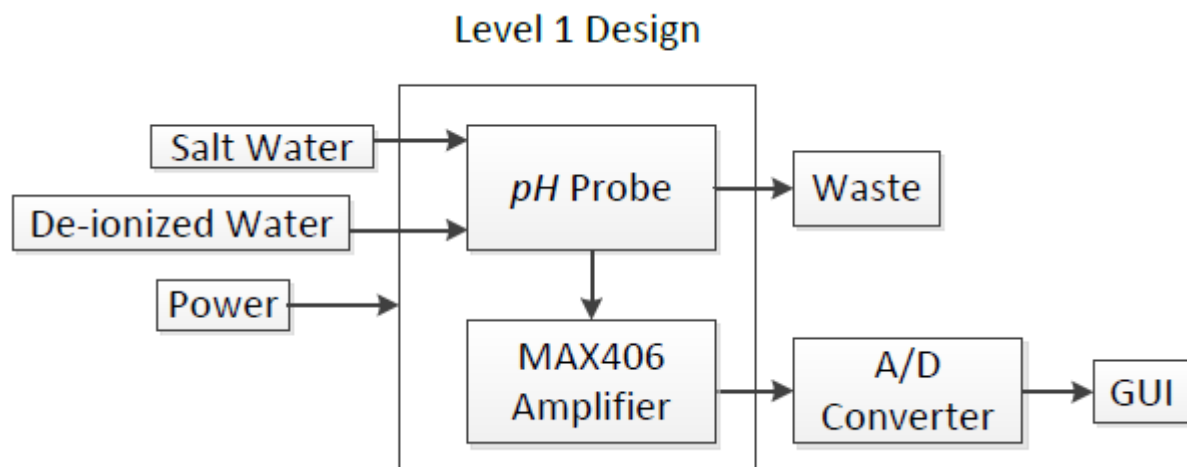 Level 1 Design
Salt Water
De-ionized Water
Power
pH Probe
Waste
MAX406
Amplifier
A/D
Converter
GUI